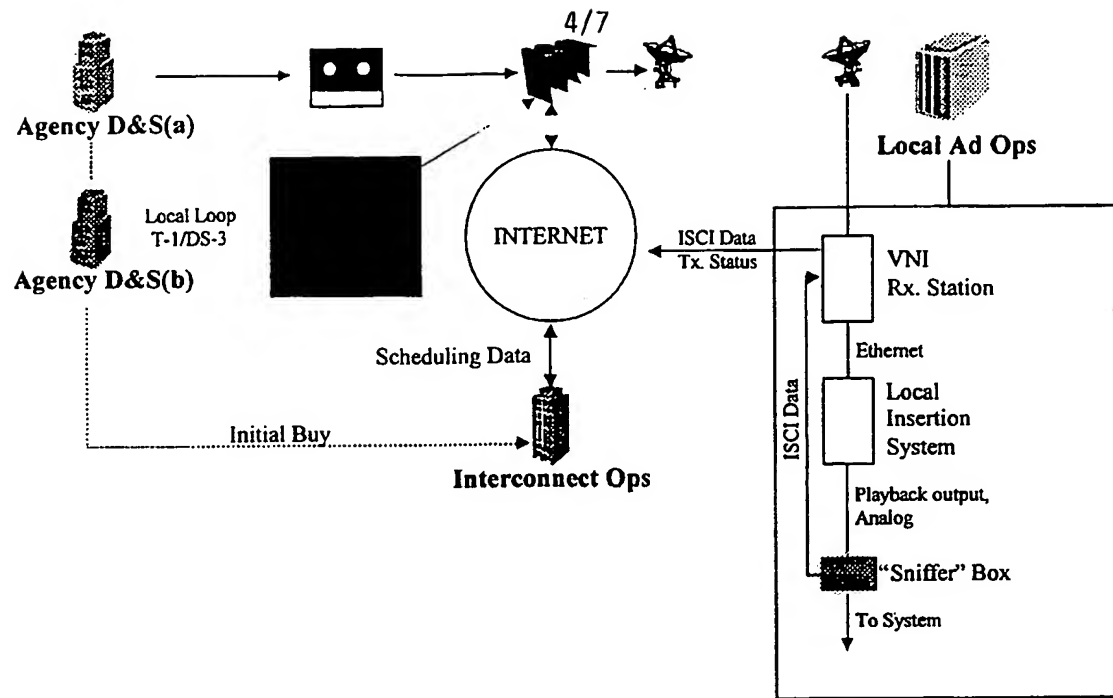 4/7
Agency D&S(a)
Local Ad Ops
Local Loop
T-1/DS-3
Agency D&S(b)
INTERNET
ISCI Data
Tx. Status
VNI
Rx. Station
Scheduling Data
Ethernet
ISCI Data
Local
Insertion
System
Initial Buy
Interconnect Ops
Playback output,
Analog
“Sniffer” Box
To System